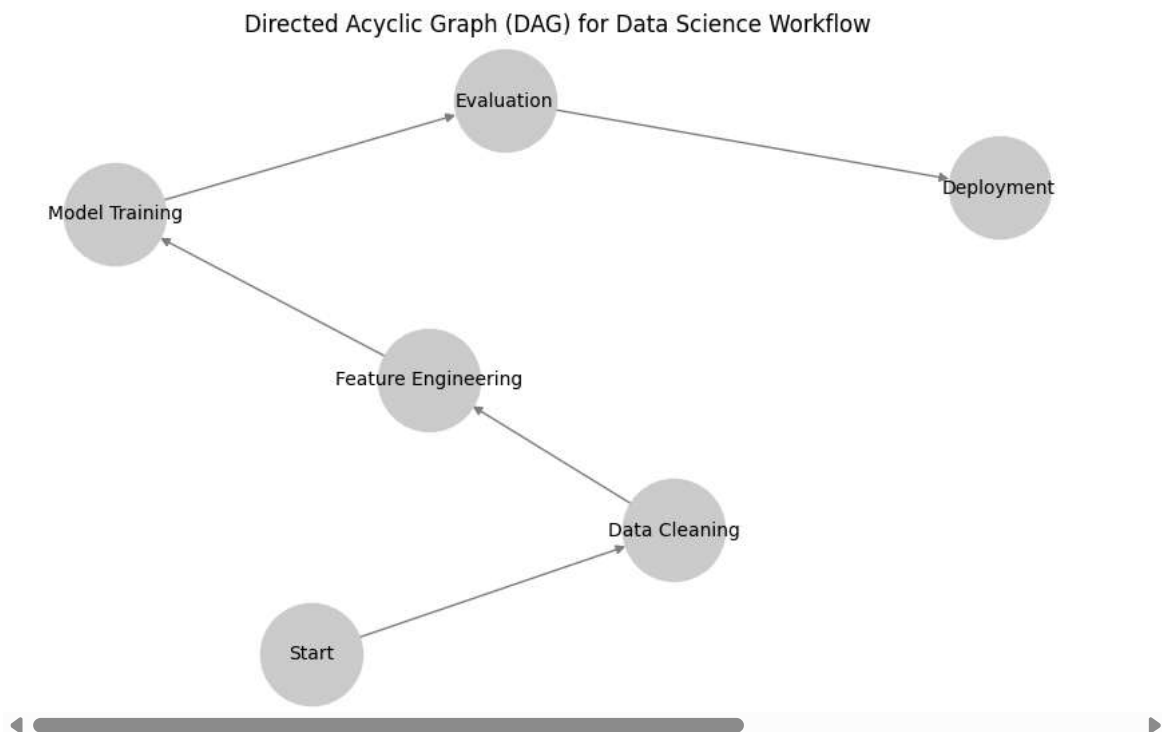 Directed Acyclic Graph (DAG) for Data Science Workflow
Evaluation
Deployment
Model Training
Feature Engineering
Data Cleaning
Start